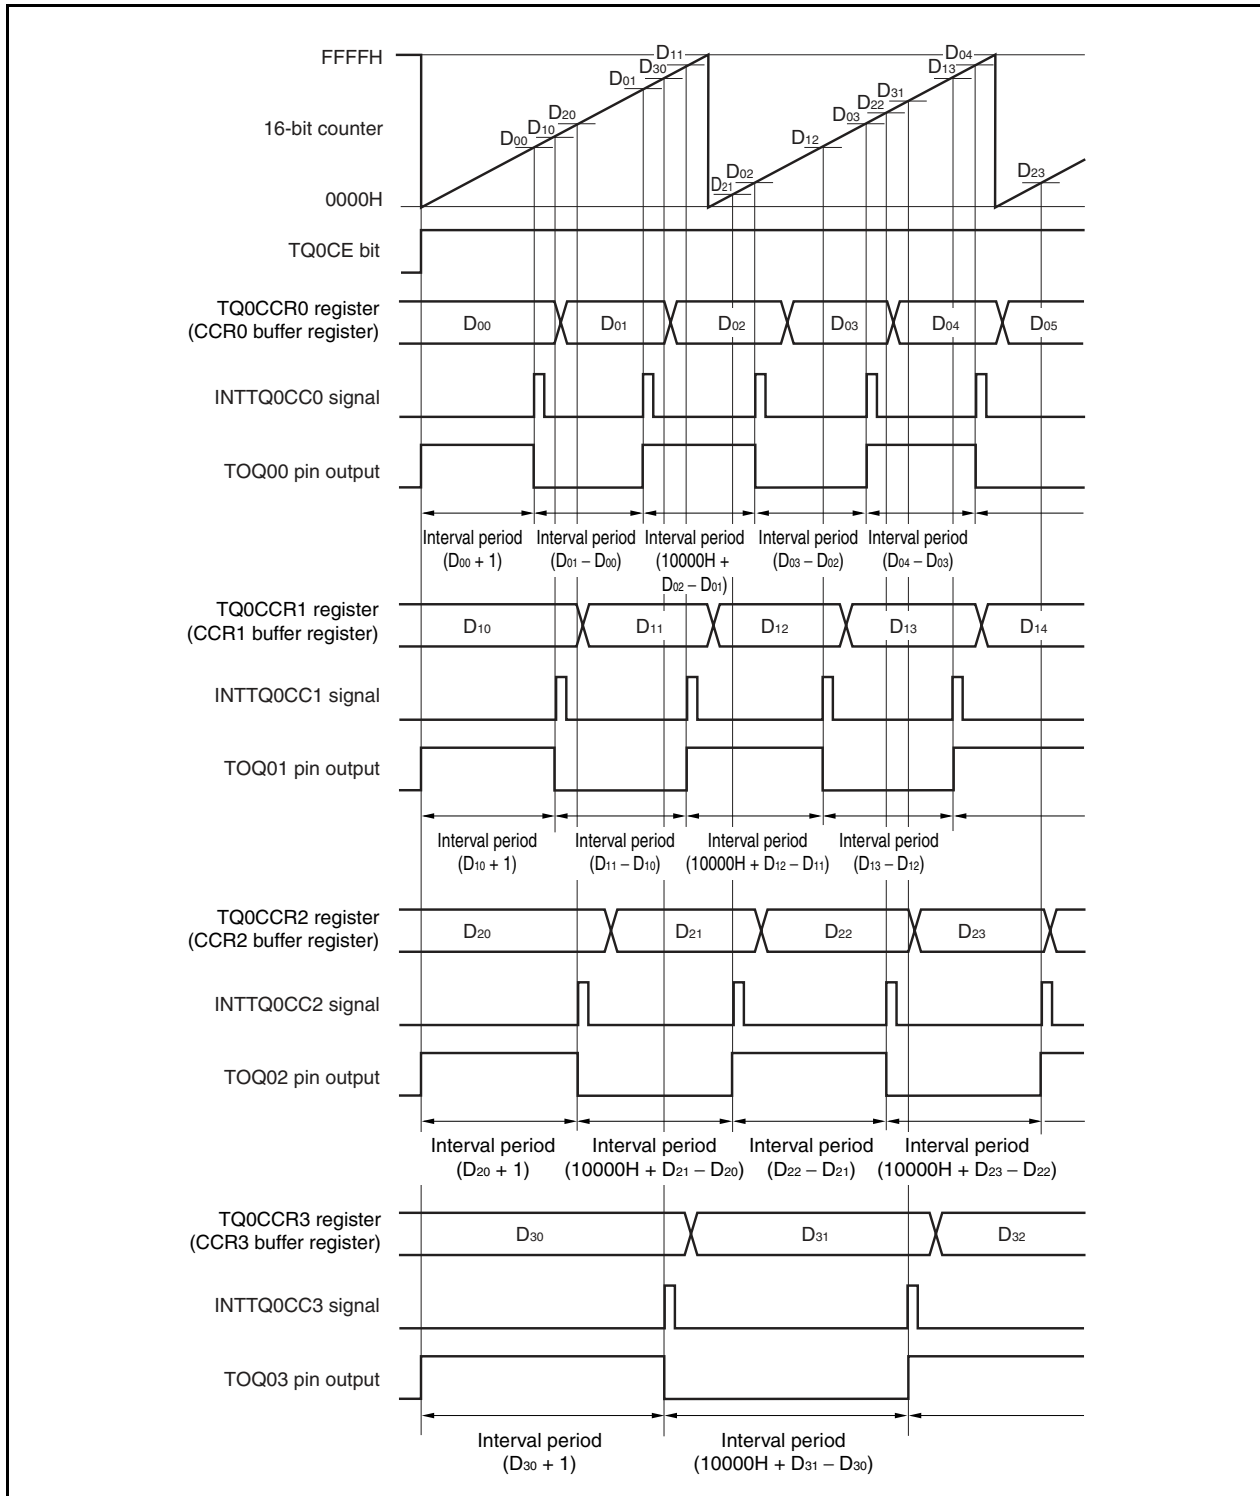 FFFFH
16-bit counter
0000H
D00
D10
D20
D01
D30
D11
D21
D02
D12
D03
D22
D31
D13
D04
D23
TQ0CE bit
TQ0CCR0 register
(CCR0 buffer register)
D00 D01 D02 D03 D04 D05
INTTQ0CC0 signal
TOQ00 pin output
Interval period
(D00 + 1)
Interval period
(D01 – D00)
Interval period
(10000H +
D02 – D01)
Interval period
(D03 – D02)
Interval period
(D04 – D03)
TQ0CCR1 register
(CCR1 buffer register)
D10 D11 D12 D13 D14
INTTQ0CC1 signal
TOQ01 pin output
Interval period
(D10 + 1)
Interval period
(D11 – D10)
Interval period
(10000H + D12 – D11)
Interval period
(D13 – D12)
TQ0CCR2 register
(CCR2 buffer register)
D20 D21 D22 D23
INTTQ0CC2 signal
TOQ02 pin output
Interval period
(D20 + 1)
Interval period
(10000H + D21 – D20)
Interval period
(D22 – D21)
Interval period
(10000H + D23 – D22)
TQ0CCR3 register
(CCR3 buffer register)
D30 D31 D32
INTTQ0CC3 signal
TOQ03 pin output
Interval period
(D30 + 1)
Interval period
(10000H + D31 – D30)